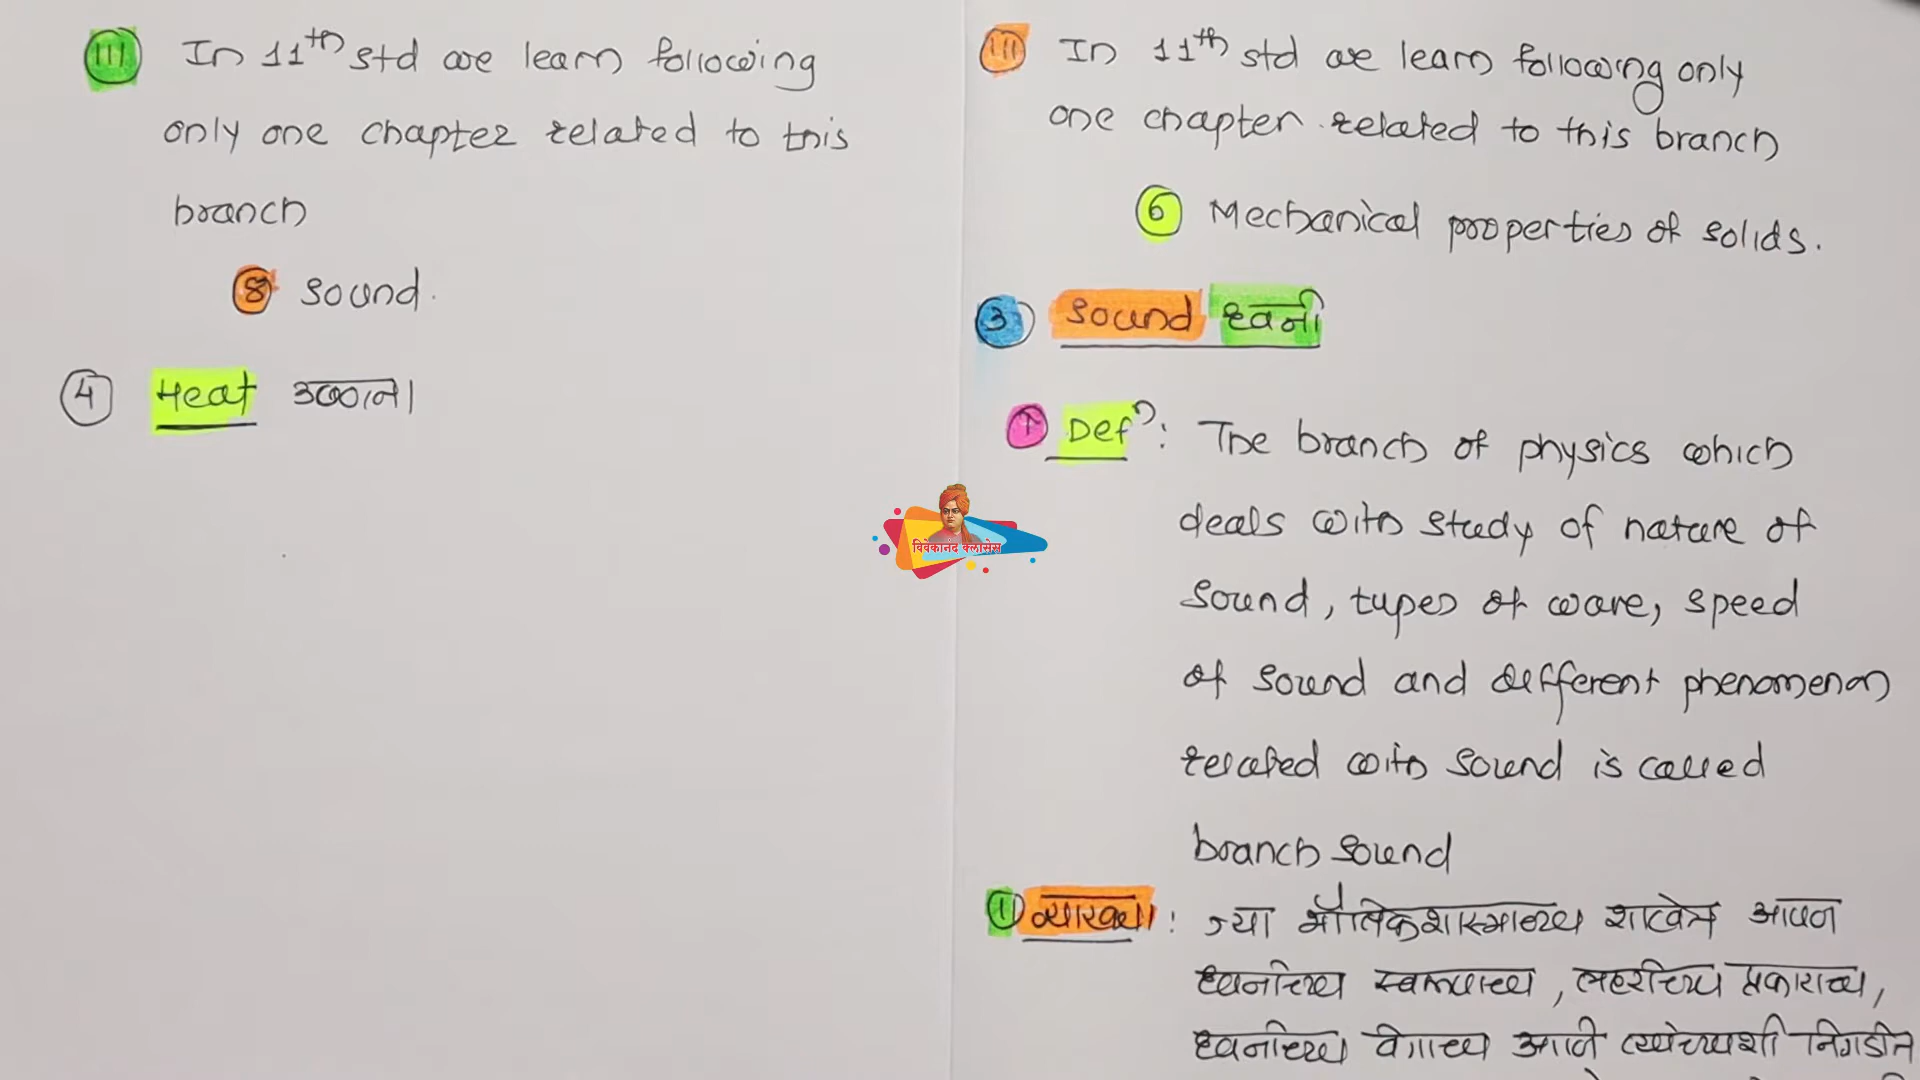 III In 11th std we learn following
only one chapter related to this
branch
8 Sound.
4 Heat उष्णता
III In 11th std we learn following only
one chapter related to this branch
6 Mechanical properties of solids.
3 Sound ध्वनी
1 Defn: The branch of physics which
deals with study of nature of
sound, types of wave, speed
of sound and different phenomenon
related with sound is called
branch sound
1 व्याख्या : ज्या भौतिकशास्त्राच्या शाखेत आपण
ध्वनीच्या स्वरूपाच्या, लहरीच्या प्रकाराच्या,
ध्वनीच्या वेगाच्या आणि त्याच्याशी निगडीत
विवेकानंद क्लासेस